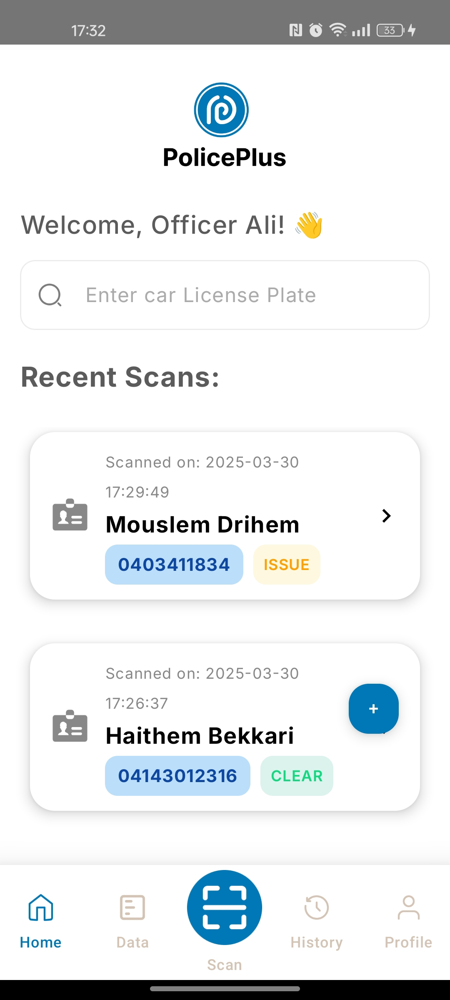 17:32
33
PolicePlus
Welcome, Officer Ali! 👋
Enter car License Plate
Recent Scans:
Scanned on: 2025-03-30
17:29:49
Mouslem Drihem
0403411834 ISSUE
Scanned on: 2025-03-30
17:26:37
+
Haithem Bekkari
04143012316 CLEAR
Home Data Scan History Profile